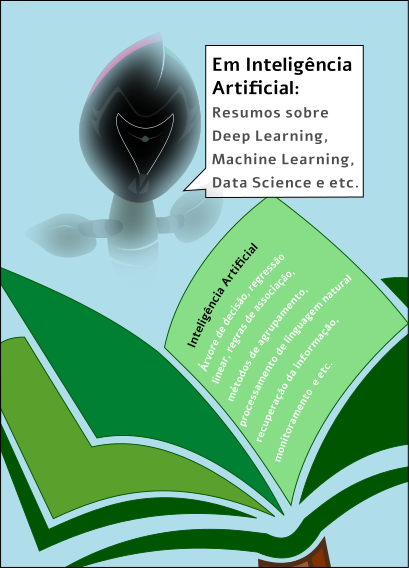 Em Inteligência
Artificial:
Resumos sobre
Deep Learning,
Machine Learning,
Data Science e etc.
Inteligência Artificial
Árvore de decisão, regressão
linear, regras de associação,
métodos de agrupamento,
processamento de linguagem natural
recuperação da informação,
monitoramento e etc.